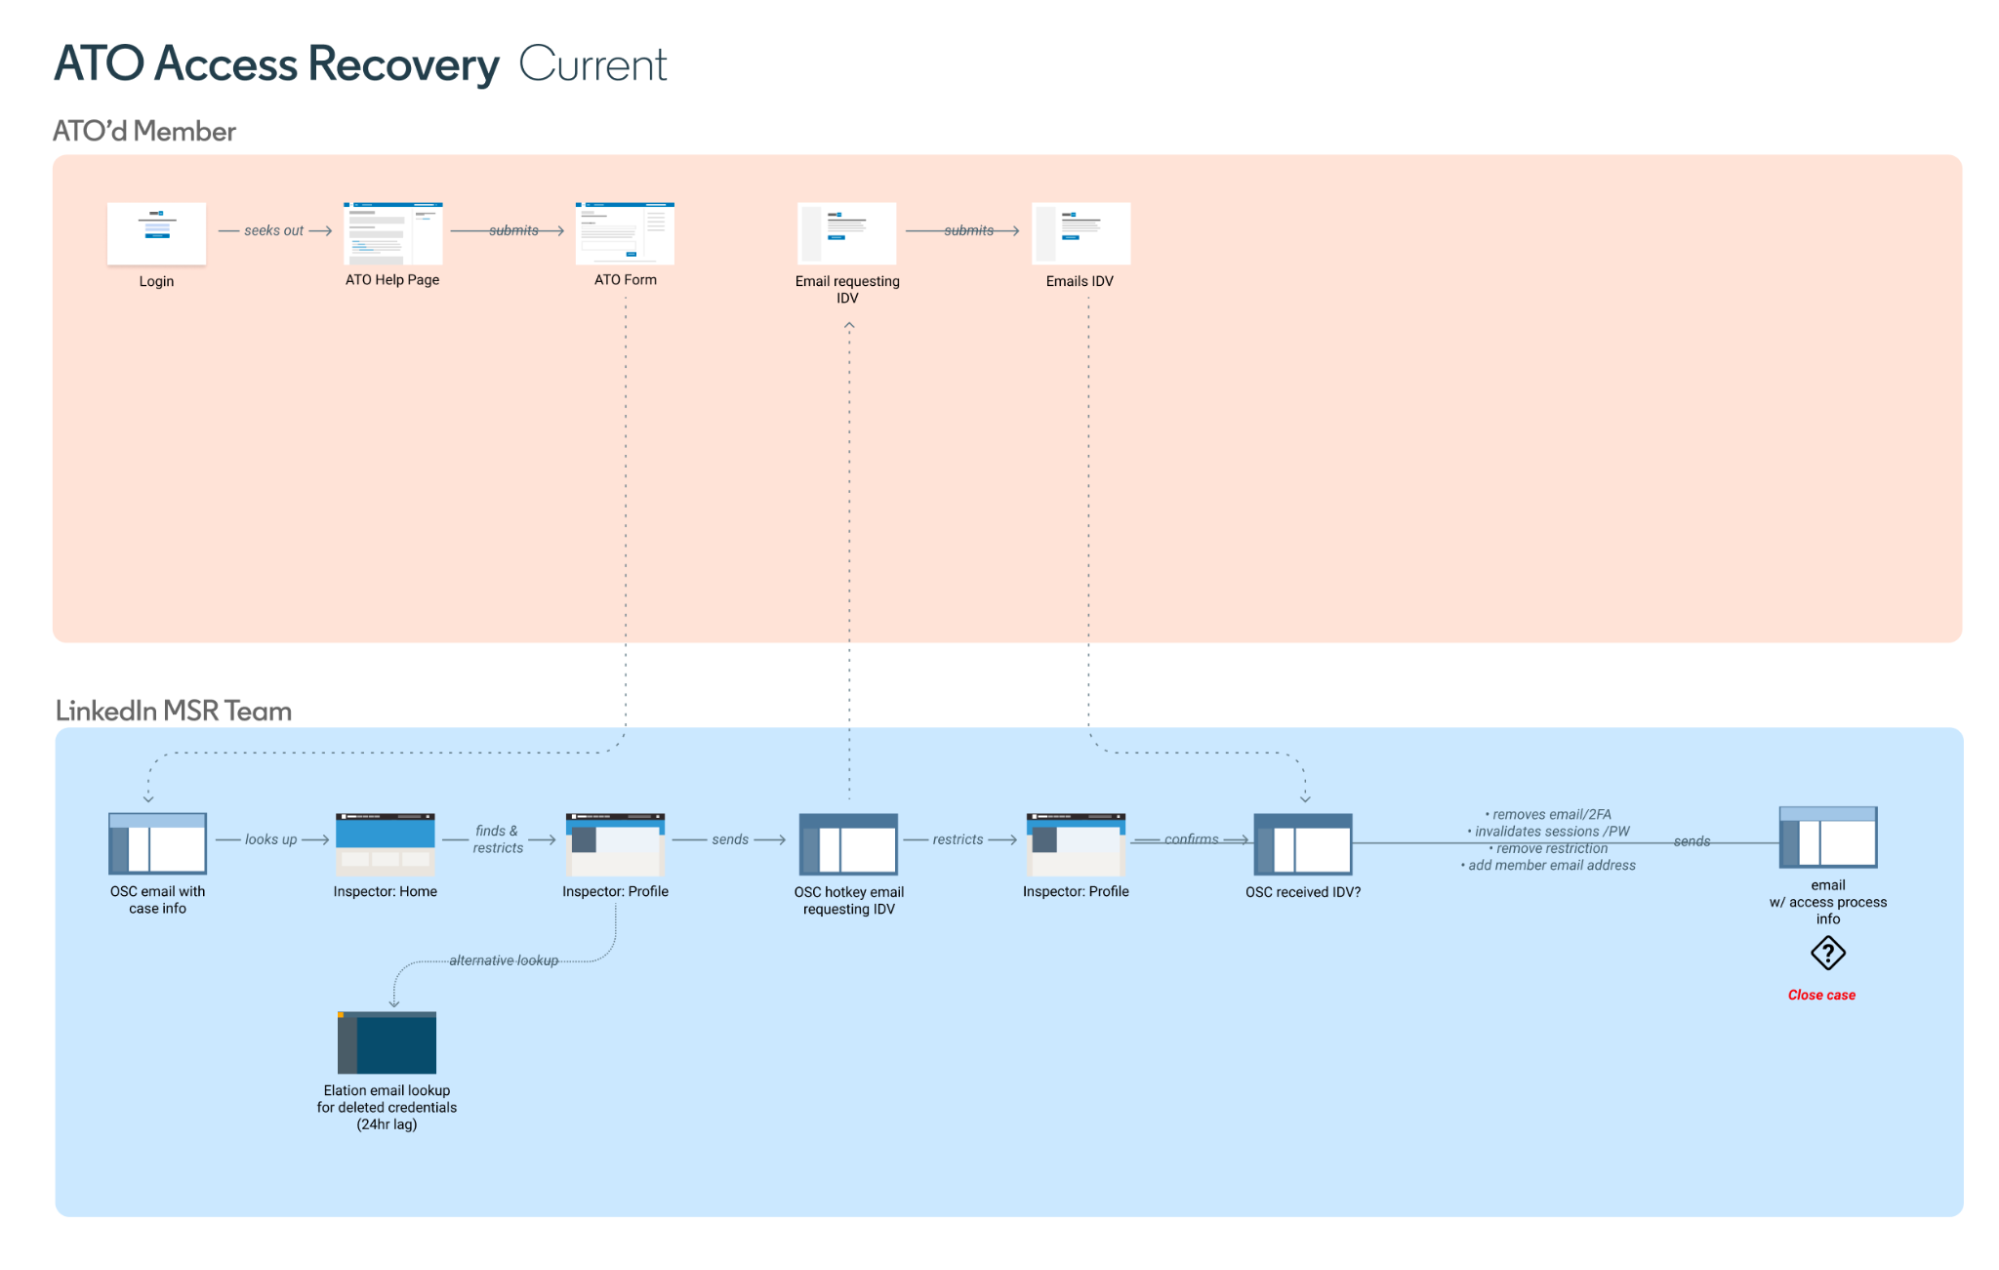 ATO Access Recovery Current
ATO'd Member
seeks out
submits
submits
Login
ATO Help Page
ATO Form
Email requesting
IDV
Emails IDV
LinkedIn MSR Team
looks up
finds &
restricts
sends
restricts
confirms
• removes email/2FA
• invalidates sessions /PW
• remove restriction
• add member email address
sends
OSC email with
case info
Inspector: Home
Inspector: Profile
OSC hotkey email
requesting IDV
Inspector: Profile
OSC received IDV?
email
w/ access process
info
?
Close case
alternative lookup
Elation email lookup
for deleted credentials
(24hr lag)